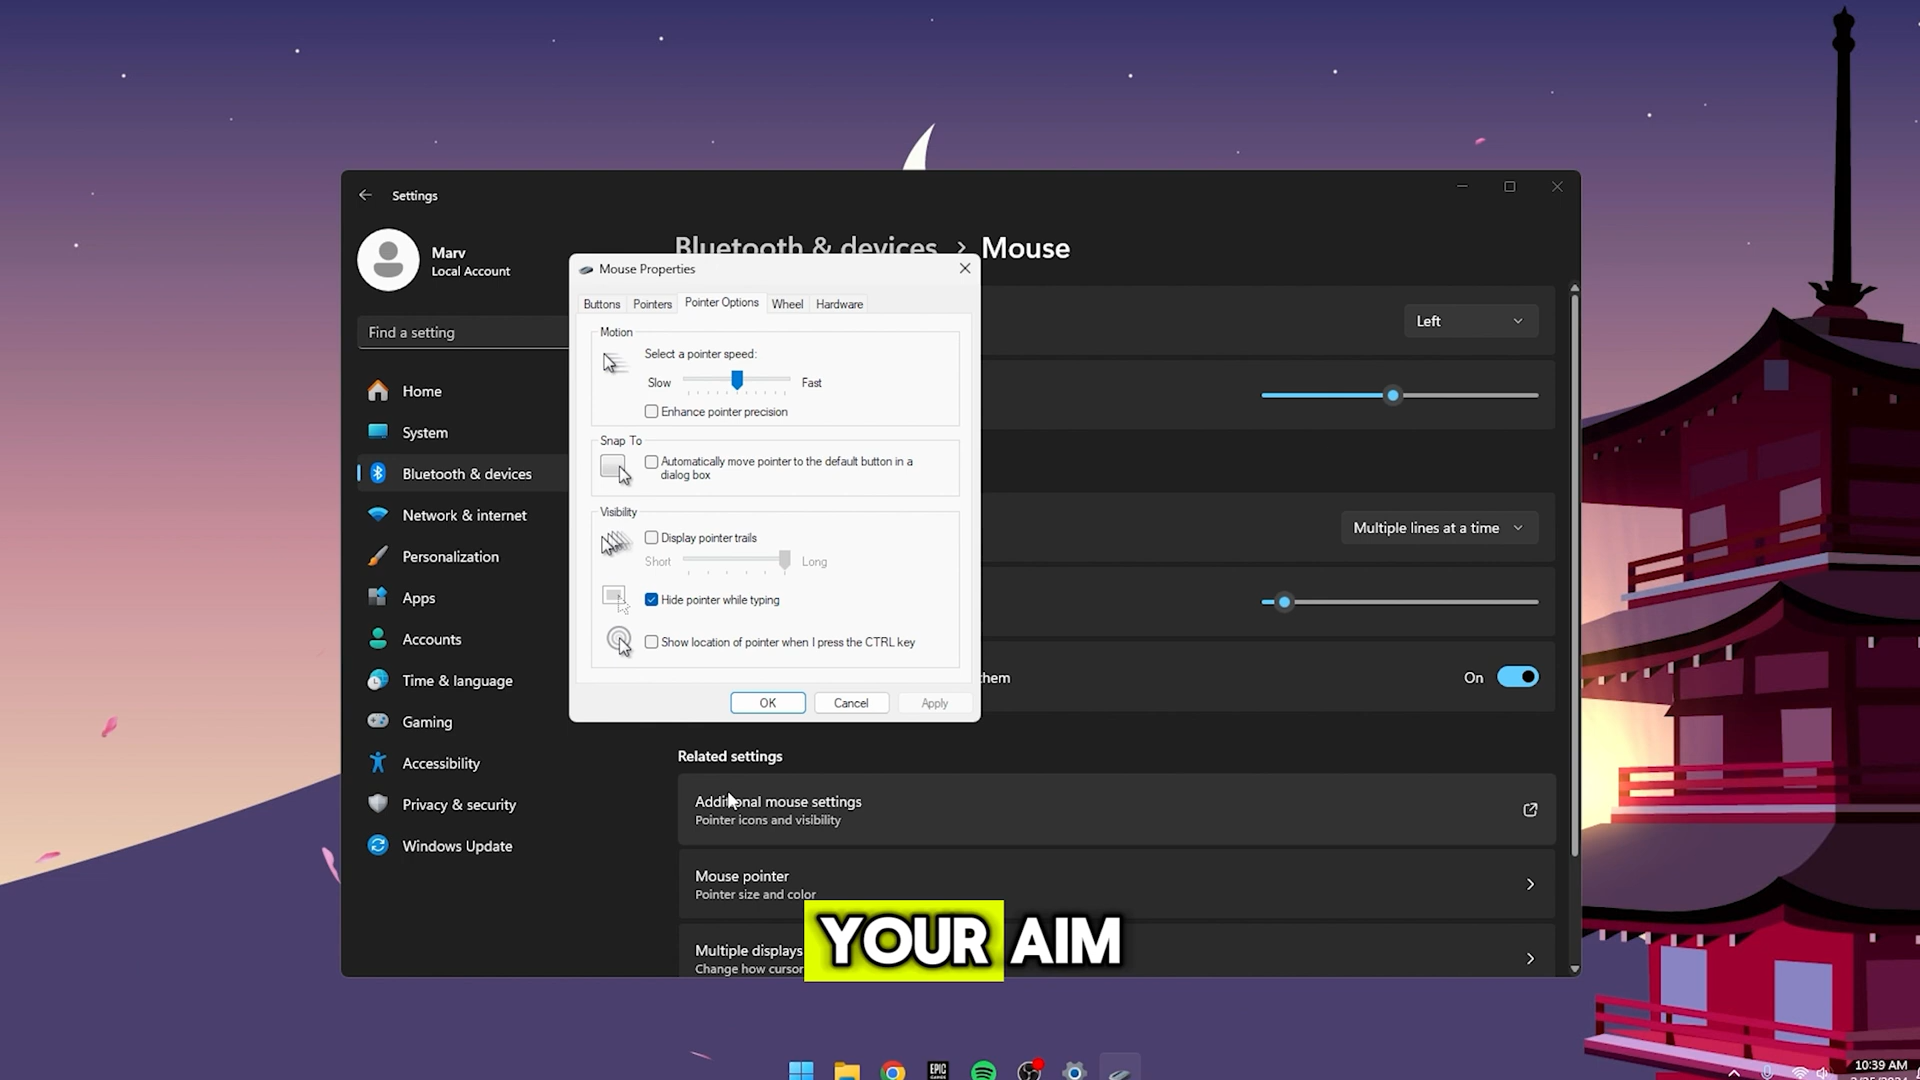 Settings
Marv
Local Account
Find a setting
Home
System
Bluetooth & devices
Network & internet
Personalization
Apps
Accounts
Time & language
Gaming
Accessibility
Privacy & security
Windows Update
Bluetooth & devices > Mouse
Left
Multiple lines at a time
them
On
Mouse Properties
Buttons Pointers Pointer Options Wheel Hardware
Motion
Select a pointer speed:
Slow Fast
Enhance pointer precision
Snap To
Automatically move pointer to the default button in a
dialog box
Visibility
Display pointer trails
Short Long
Hide pointer while typing
Show location of pointer when I press the CTRL key
OK Cancel Apply
Related settings
Additional mouse settings
Pointer icons and visibility
Mouse pointer
Pointer size and color
Multiple displays
Change how cursor
YOUR AIM
EPIC
10:39 AM